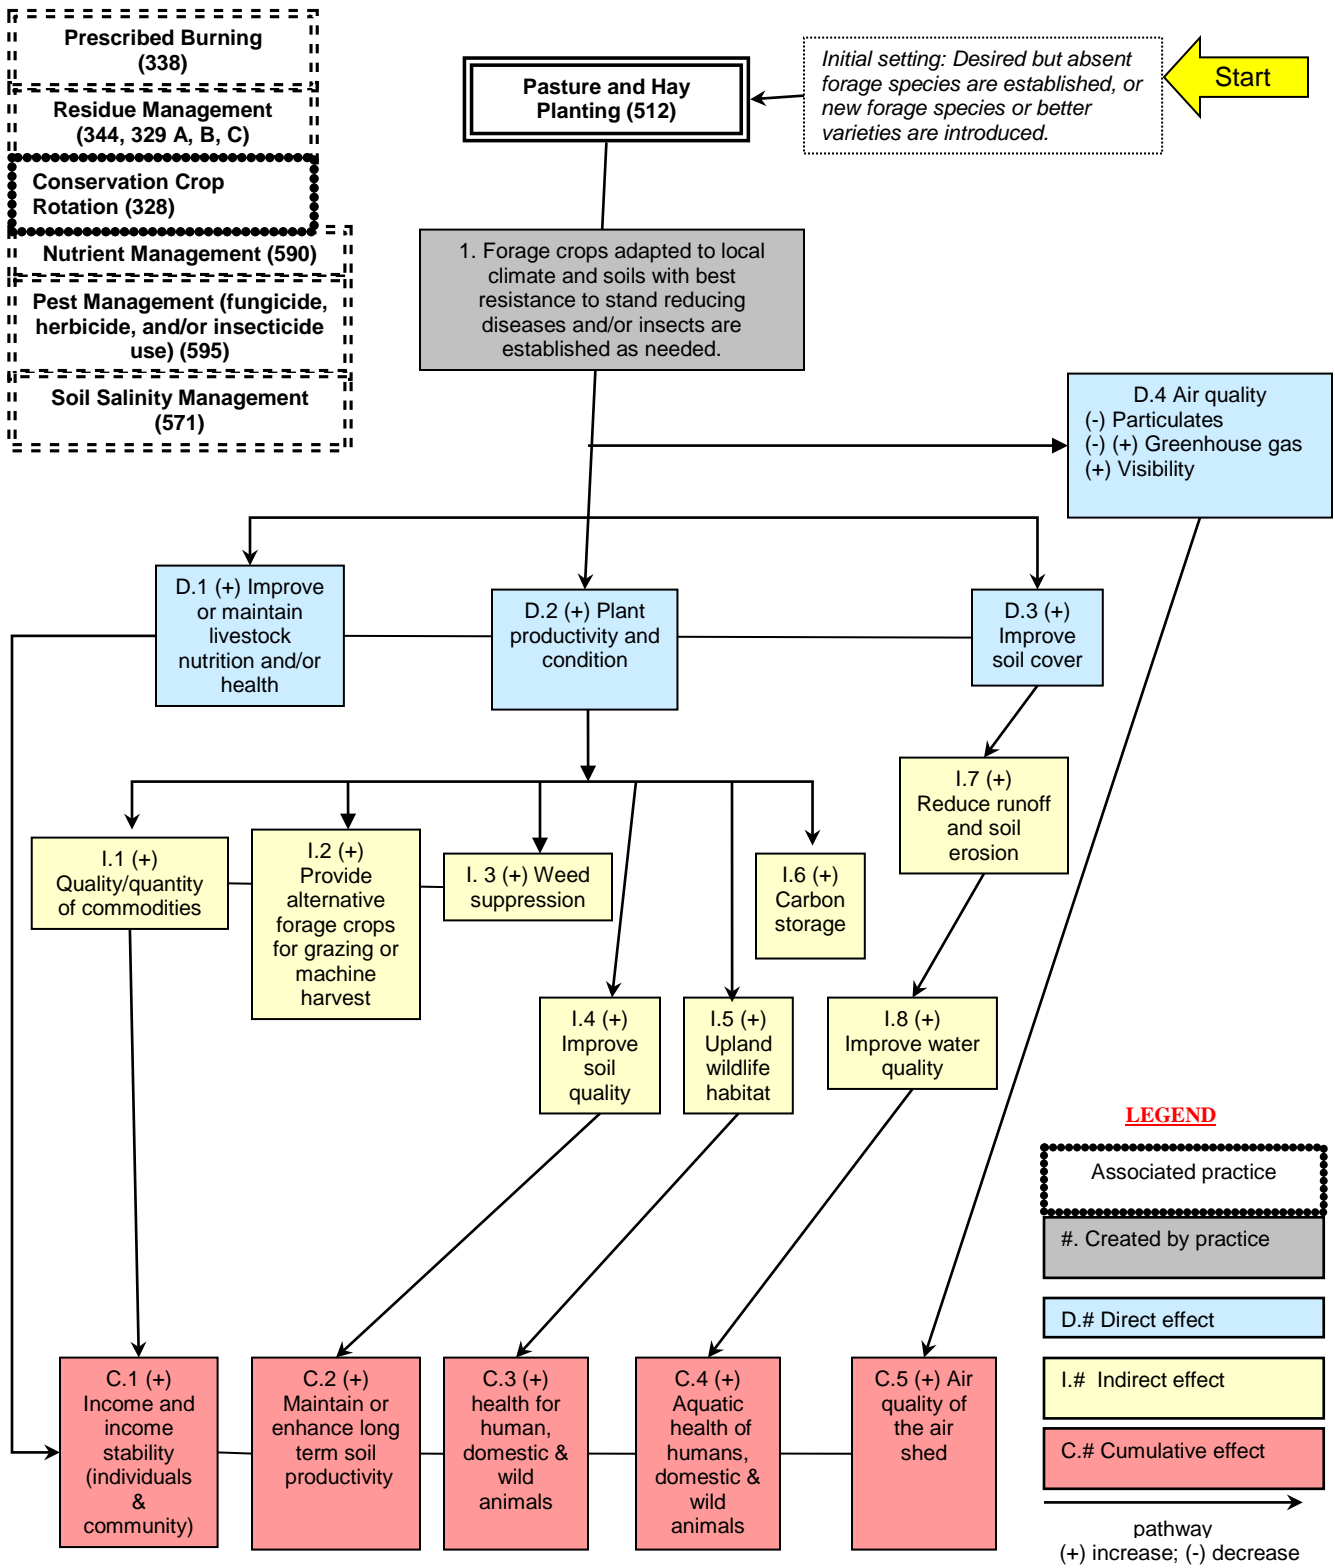 Prescribed Burning
(338)
Residue Management
(344, 329 A, B, C)
Conservation Crop
Rotation (328)
Nutrient Management (590)
Pest Management (fungicide,
herbicide, and/or insecticide
use) (595)
Soil Salinity Management
(571)
Pasture and Hay
Planting (512)
Initial setting: Desired but absent
forage species are established, or
new forage species or better
varieties are introduced.
Start
1. Forage crops adapted to local
climate and soils with best
resistance to stand reducing
diseases and/or insects are
established as needed.
D.4 Air quality
(-) Particulates
(-) (+) Greenhouse gas
(+) Visibility
D.1 (+) Improve
or maintain
livestock
nutrition and/or
health
D.2 (+) Plant
productivity and
condition
D.3 (+)
Improve
soil cover
I.1 (+)
Quality/quantity
of commodities
I.2 (+)
Provide
alternative
forage crops
for grazing or
machine
harvest
I. 3 (+) Weed
suppression
I.6 (+)
Carbon
storage
I.7 (+)
Reduce runoff
and soil
erosion
I.4 (+)
Improve
soil
quality
I.5 (+)
Upland
wildlife
habitat
I.8 (+)
Improve water
quality
C.1 (+)
Income and
income
stability
(individuals
&
community)
C.2 (+)
Maintain or
enhance long
term soil
productivity
C.3 (+)
health for
human,
domestic &
wild
animals
C.4 (+)
Aquatic
health of
humans,
domestic &
wild
animals
C.5 (+) Air
quality of
the air
shed
LEGEND
Associated practice
#. Created by practice
D.# Direct effect
I.# Indirect effect
C.# Cumulative effect
pathway
(+) increase; (-) decrease